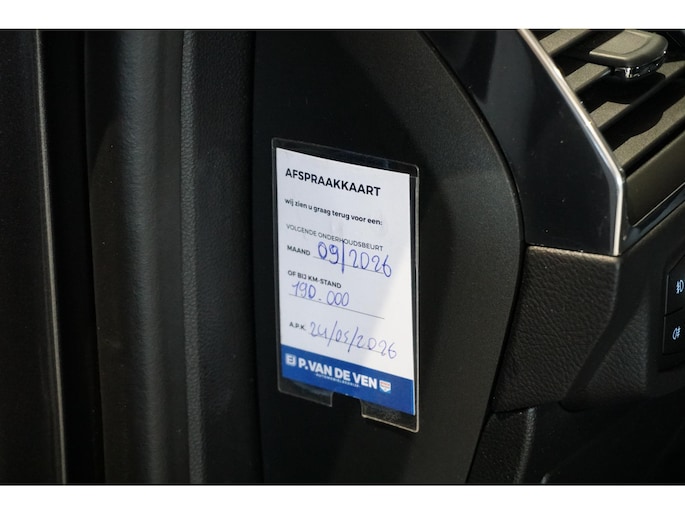 AFSPRAAKKAART
wij zien u graag terug voor een:
VOLGENDE ONDERHOUDSBEURT
MAAND 09/2026
OF BIJ KM-STAND
190.000
A.P.K. 24/05/2026
P. VAN DE VEN
AUTOMOBIELBEDRIJF